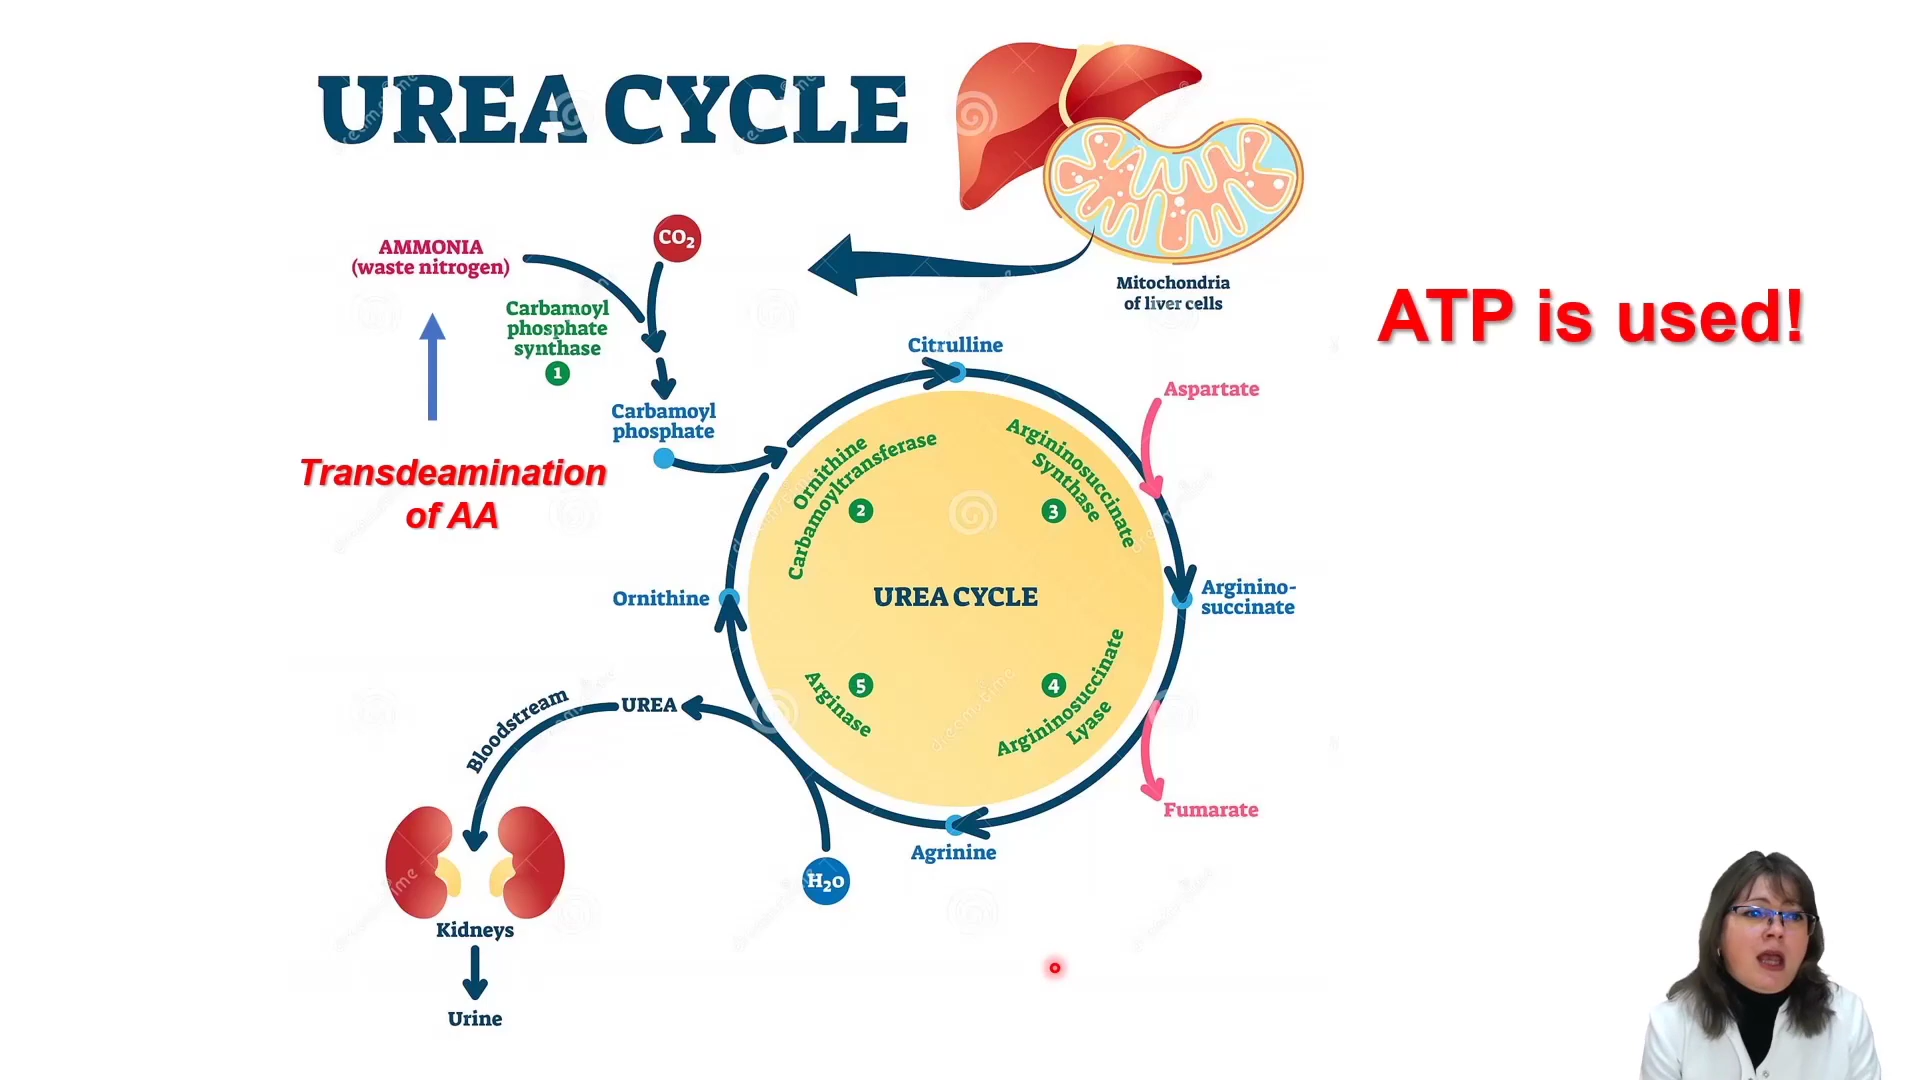 UREA CYCLE
CO₂
AMMONIA
(waste nitrogen)
Mitochondria
of liver cells
ATP is used!
Carbamoyl
phosphate
synthase
1
Citrulline
Aspartate
Carbamoyl
phosphate
Transdeamination
of AA
Ornithine
Carbamoyltransferase
2
Argininosuccinate
Synthase
3
Ornithine
UREA CYCLE
Arginino-
succinate
5
Arginase
4
Argininosuccinate
Lyase
UREA
Bloodstream
Fumarate
Agrinine
H₂O
Kidneys
Urine
dreamstime